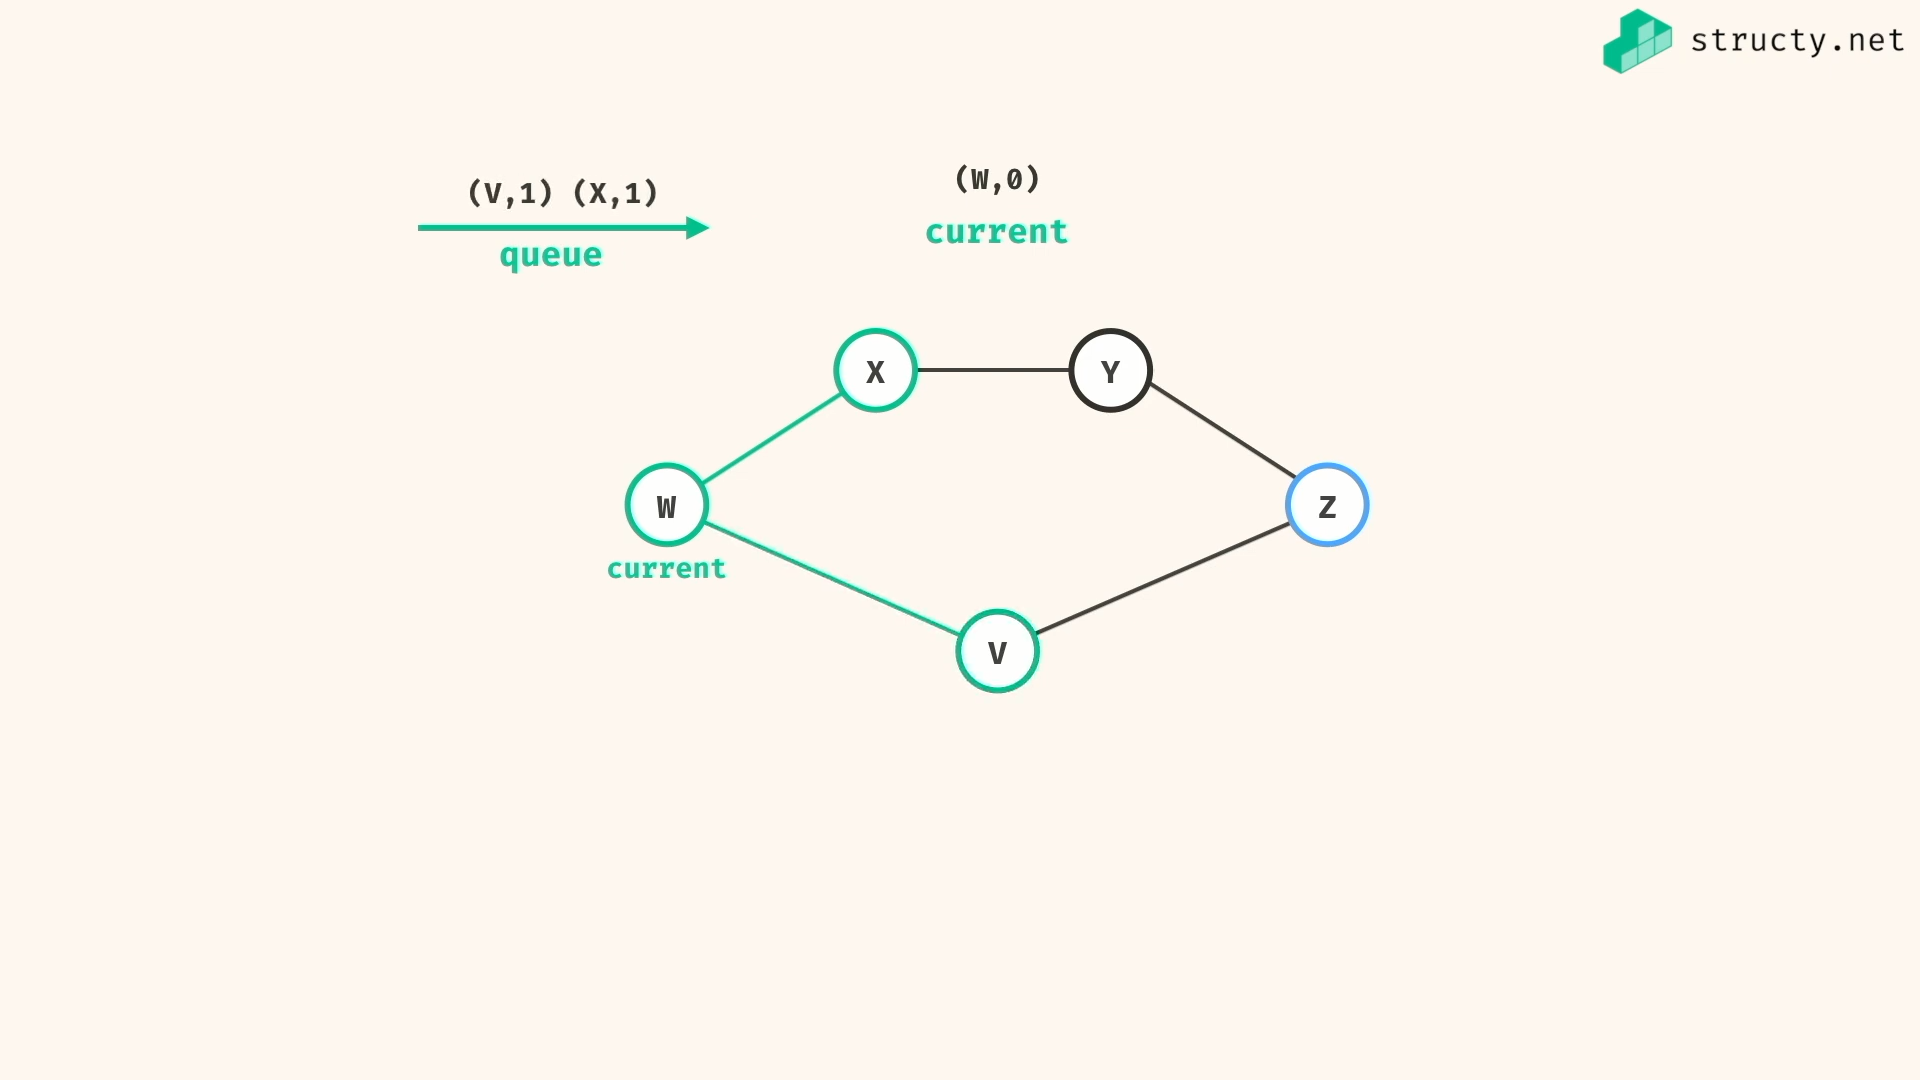 structy.net
(V,1) (X,1)
queue
(W,0)
current
X
Y
W
current
Z
V